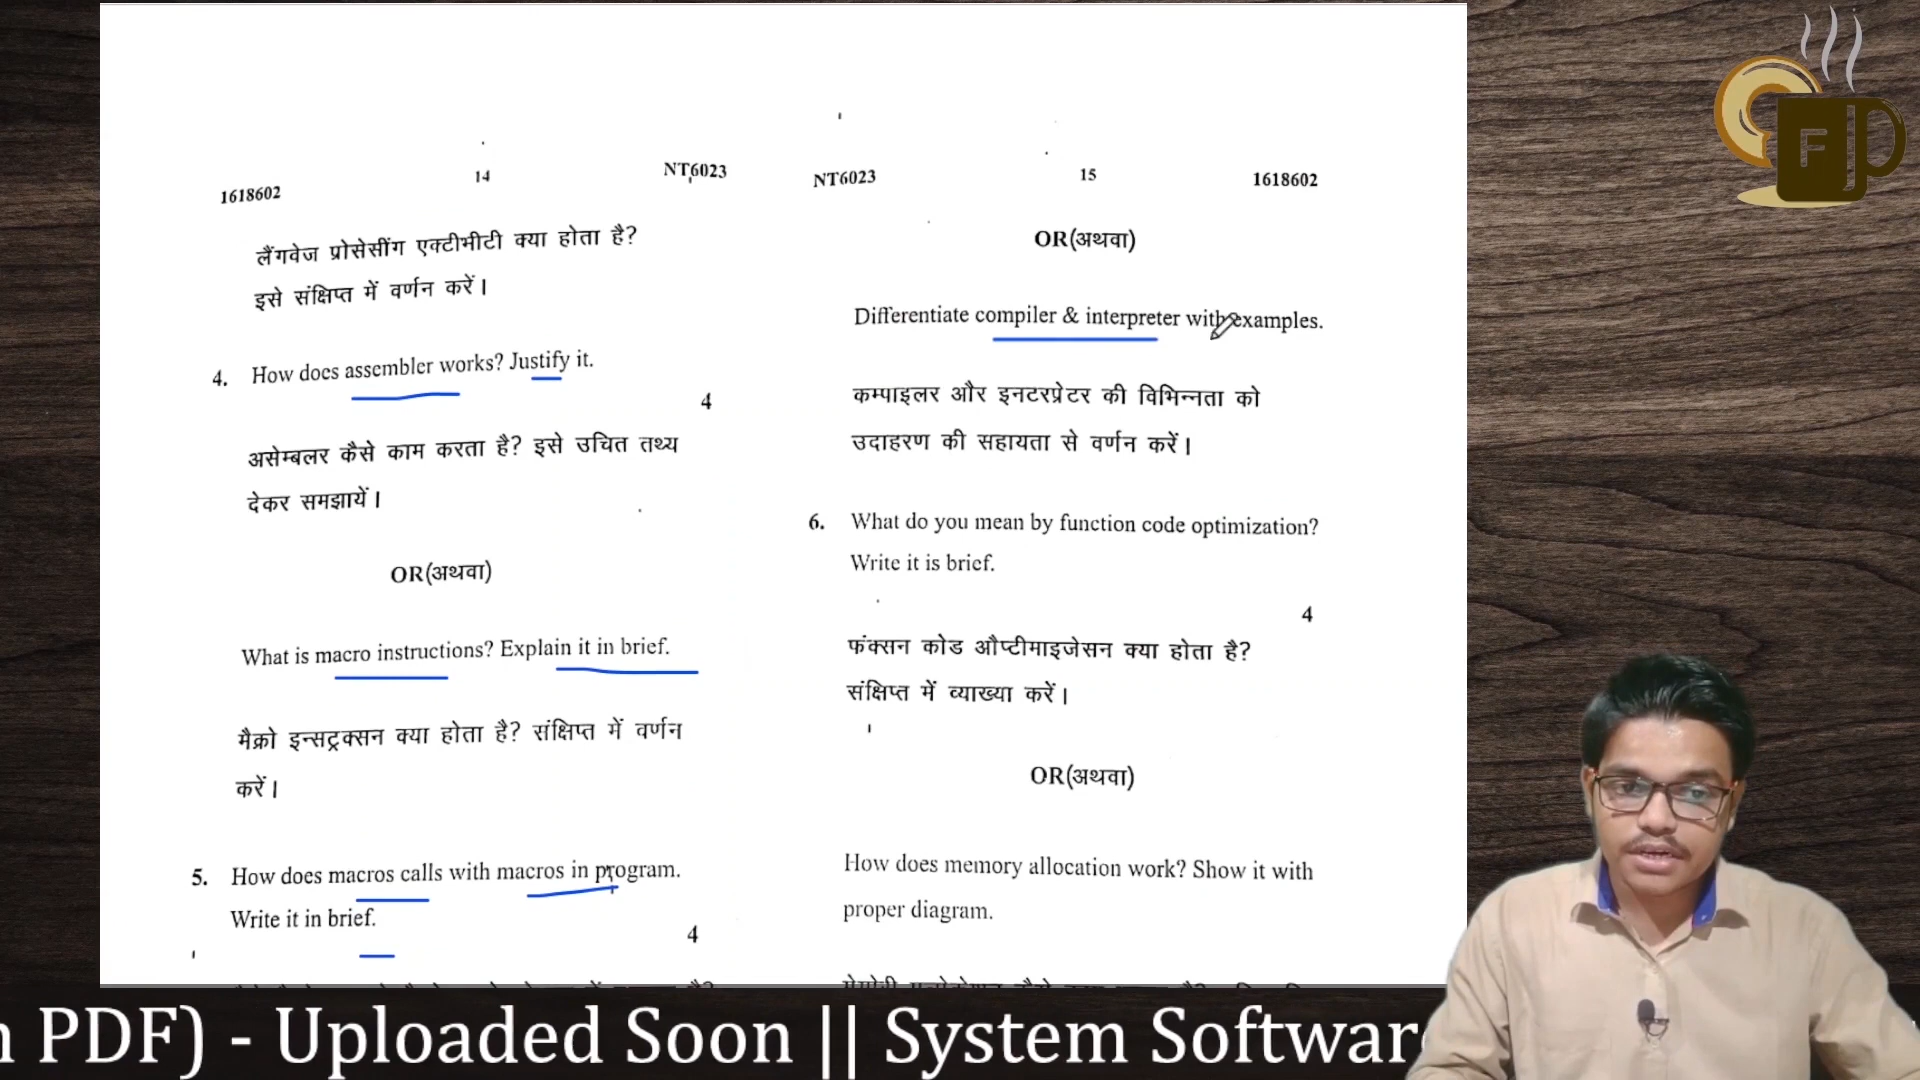 1618602 14 NT6023
लैंगवेज प्रोसेसींग एक्टीमीटी क्या होता है?
इसे संक्षिप्त में वर्णन करें।
4. How does assembler works? Justify it.
4
असेम्बलर कैसे काम करता है? इसे उचित तथ्य
देकर समझायें।
OR(अथवा)
What is macro instructions? Explain it in brief.
मैक्रो इन्सट्रक्सन क्या होता है? संक्षिप्त में वर्णन
करें।
5. How does macros calls with macros in program.
Write it in brief.
4
NT6023 15 1618602
OR(अथवा)
Differentiate compiler & interpreter with examples.
कम्पाइलर और इनटरप्रेटर की विभिन्नता को
उदाहरण की सहायता से वर्णन करें।
6. What do you mean by function code optimization?
Write it is brief.
4
फंक्सन कोड औप्टीमाइजेसन क्या होता है?
संक्षिप्त में व्याख्या करें।
OR(अथवा)
How does memory allocation work? Show it with
proper diagram.
PDF) - Uploaded Soon || System Software
F